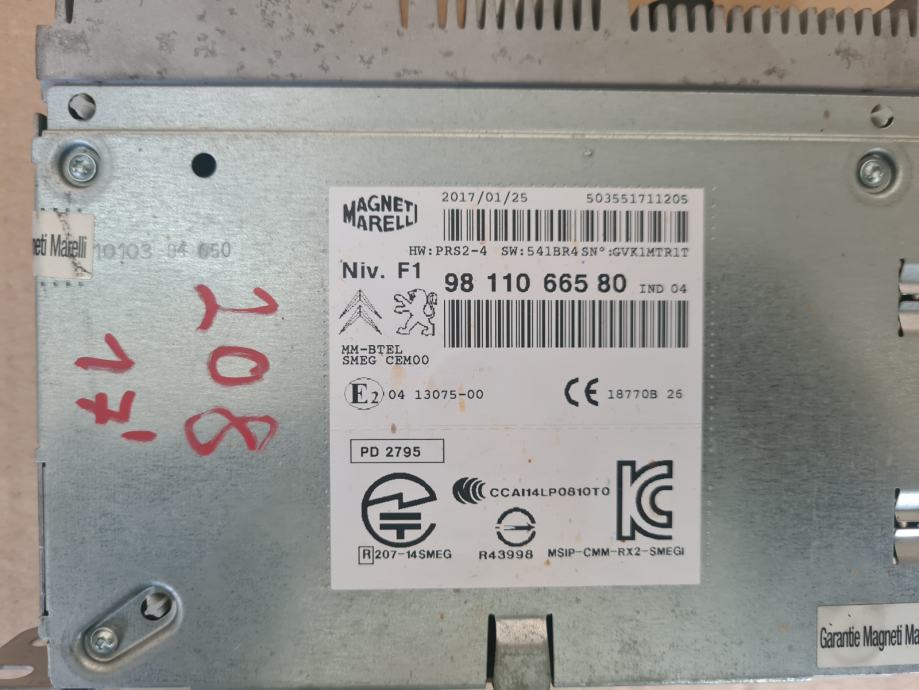 MAGNETI
MARELLI
2017/01/25 503551711205
HW:PRS2-4 SW:541BR4 SN°:GVK1MTR1T
Niv. F1
98 110 665 80 IND 04
MM-BTEL
SMEG CEM00
E2 04 13075-00
CE 18770B 26
PD 2795
CCAI14LP0810T0
R 207-14SMEG
R43998
MSIP-CMM-RX2-SMEGI
neti Marelli
10103 04 650
208
17'
Garantie Magneti Ma